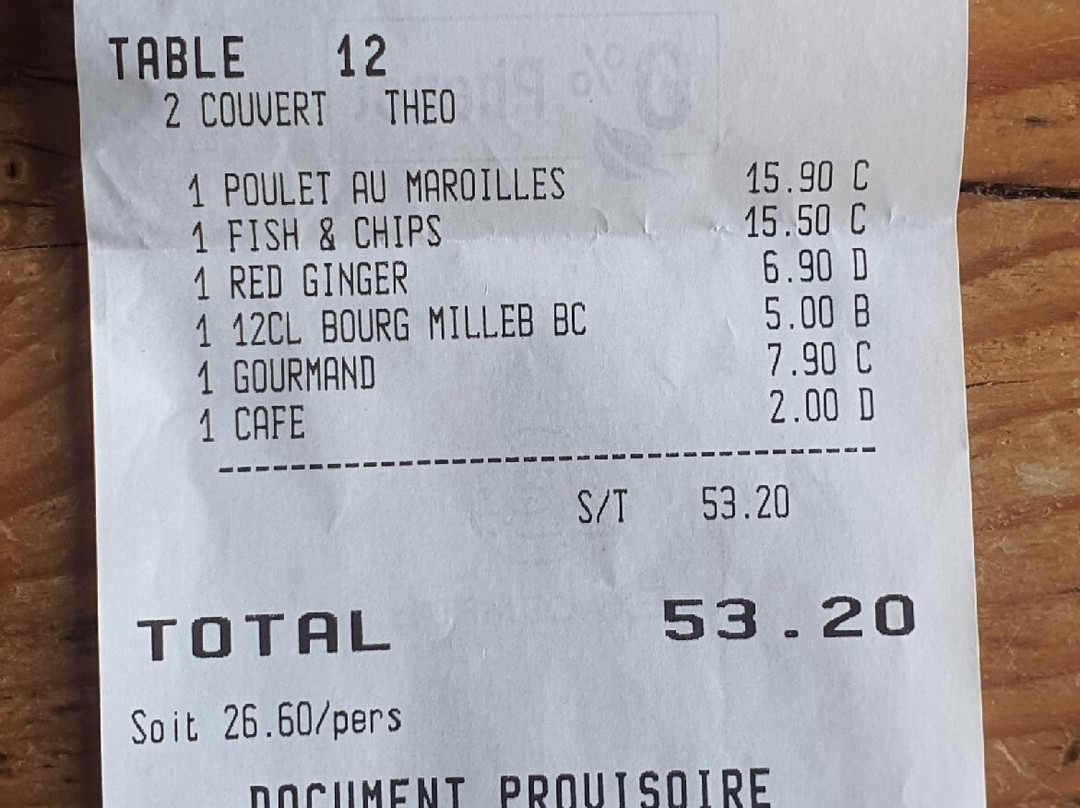 TABLE 12
2 COUVERT THEO
1 POULET AU MAROILLES 15.90 C
1 FISH & CHIPS 15.50 C
1 RED GINGER 6.90 D
1 12CL BOURG MILLEB BC 5.00 B
1 GOURMAND 7.90 C
1 CAFE 2.00 D
S/T 53.20
TOTAL 53.20
Soit 26.60/pers
DOCUMENT PROVISOIRE